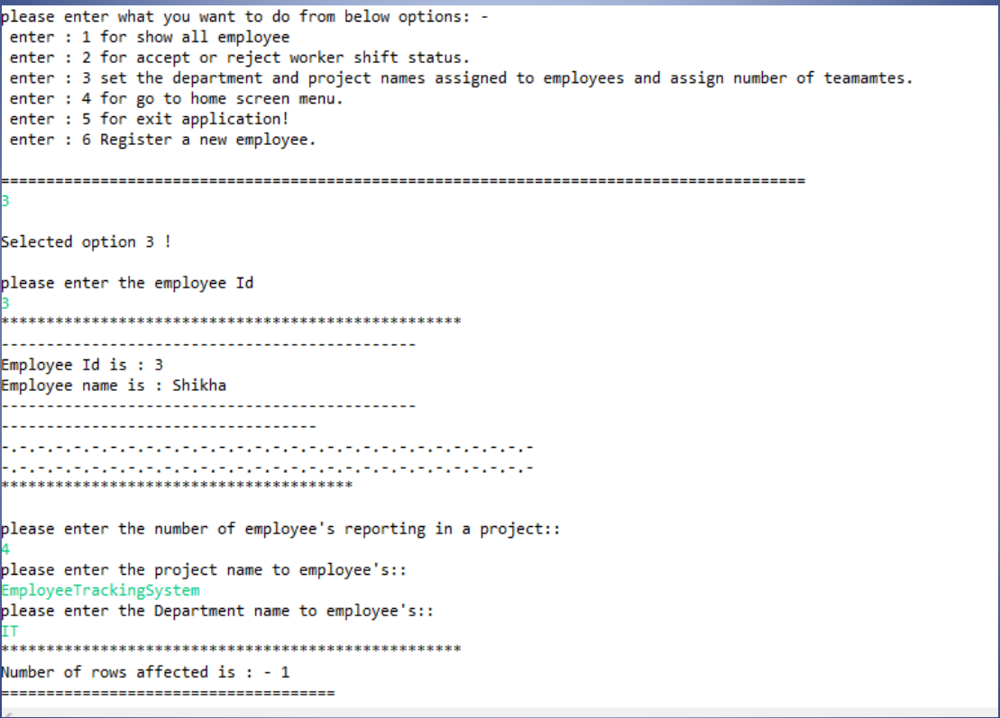 please enter what you want to do from below options: -
enter : 1 for show all employee
enter : 2 for accept or reject worker shift status.
enter : 3 set the department and project names assigned to employees and assign number of teamamtes.
enter : 4 for go to home screen menu.
enter : 5 for exit application!
enter : 6 Register a new employee.
=========================================================================================
3
Selected option 3 !
please enter the employee Id
3
***************************************************
----------------------------------------------
Employee Id is : 3
Employee name is : Shikha
----------------------------------------------
-----------------------------------
-.-.-.-.-.-.-.-.-.-.-.-.-.-.-.-.-.-.-.-.-.-.-.-.-.-.-.-.-.-
-.-.-.-.-.-.-.-.-.-.-.-.-.-.-.-.-.-.-.-.-.-.-.-.-.-.-.-.-.-
***************************************
please enter the number of employee's reporting in a project::
4
please enter the project name to employee's::
EmployeeTrackingSystem
please enter the Department name to employee's::
IT
***************************************************
Number of rows affected is : - 1
=====================================